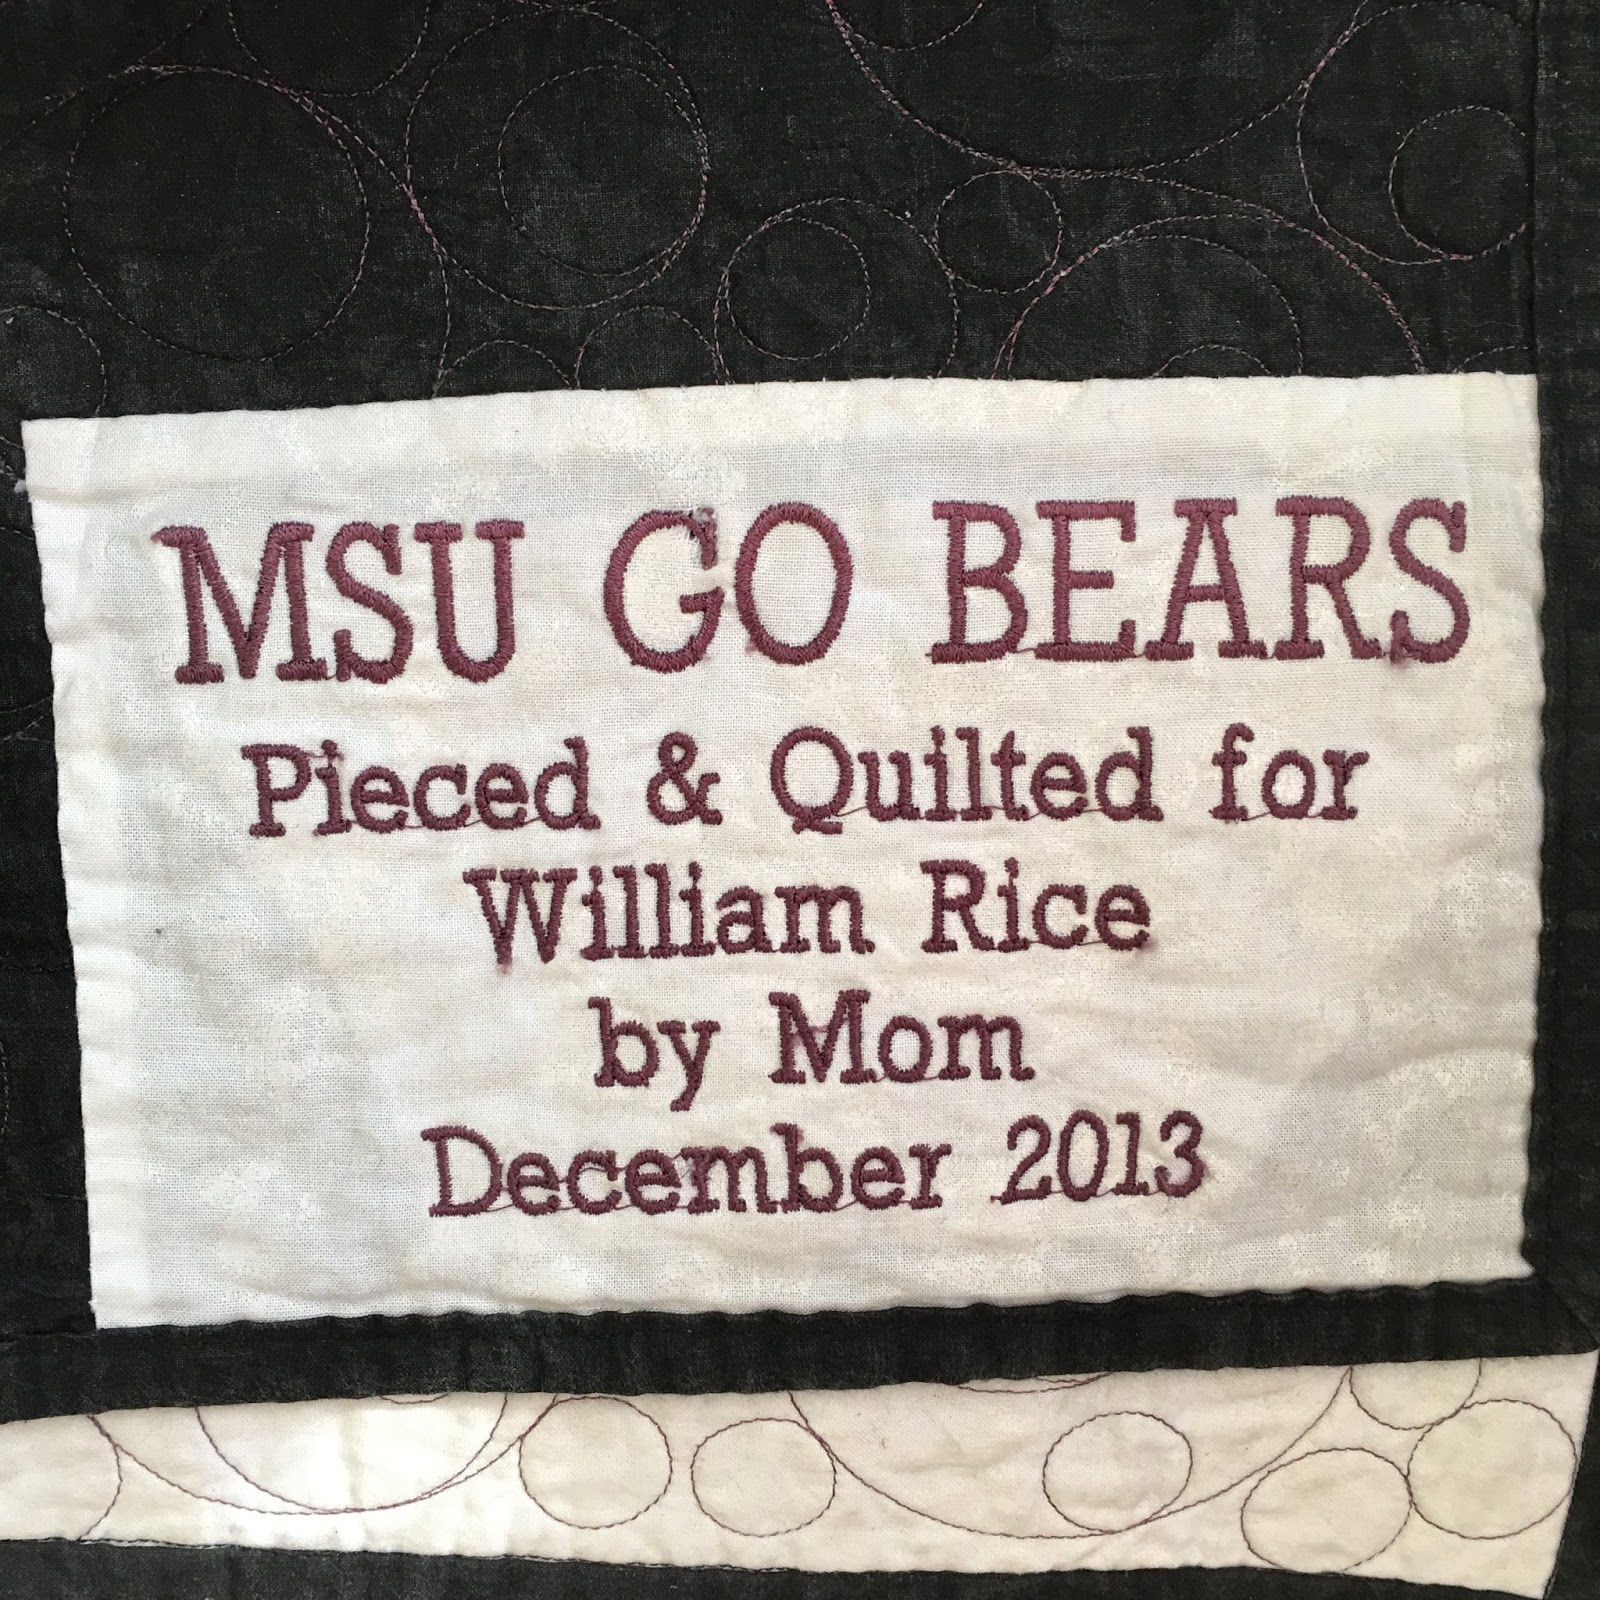 MSU GO BEARS
Pieced & Quilted for
William Rice
by Mom
December 2013